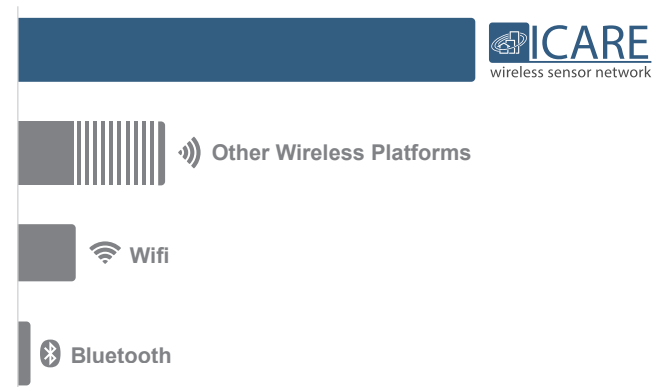 ICARE
wireless sensor network
Other Wireless Platforms
Wifi
Bluetooth